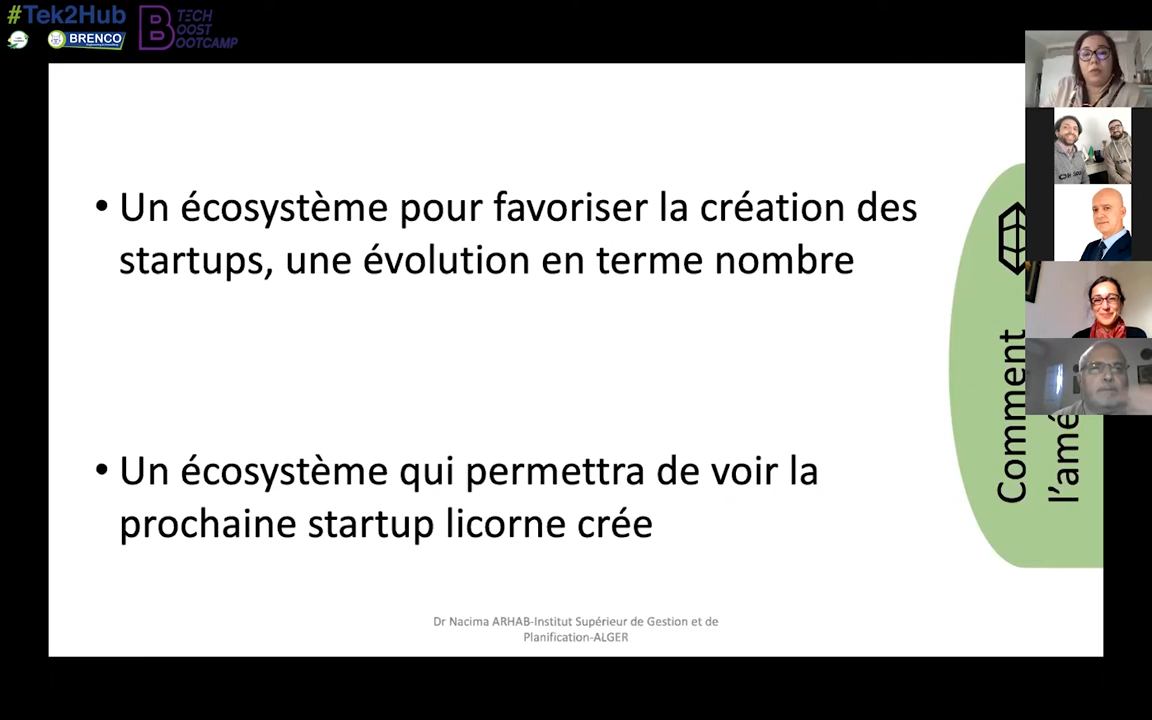 #Tek2Hub
BRENCO
TECH
BOOST
BOOTCAMP
• Un écosystème pour favoriser la création des
startups, une évolution en terme nombre
• Un écosystème qui permettra de voir la
prochaine startup licorne crée
Comment
l'amé
Dr Nacima ARHAB-Institut Supérieur de Gestion et de
Planification-ALGER